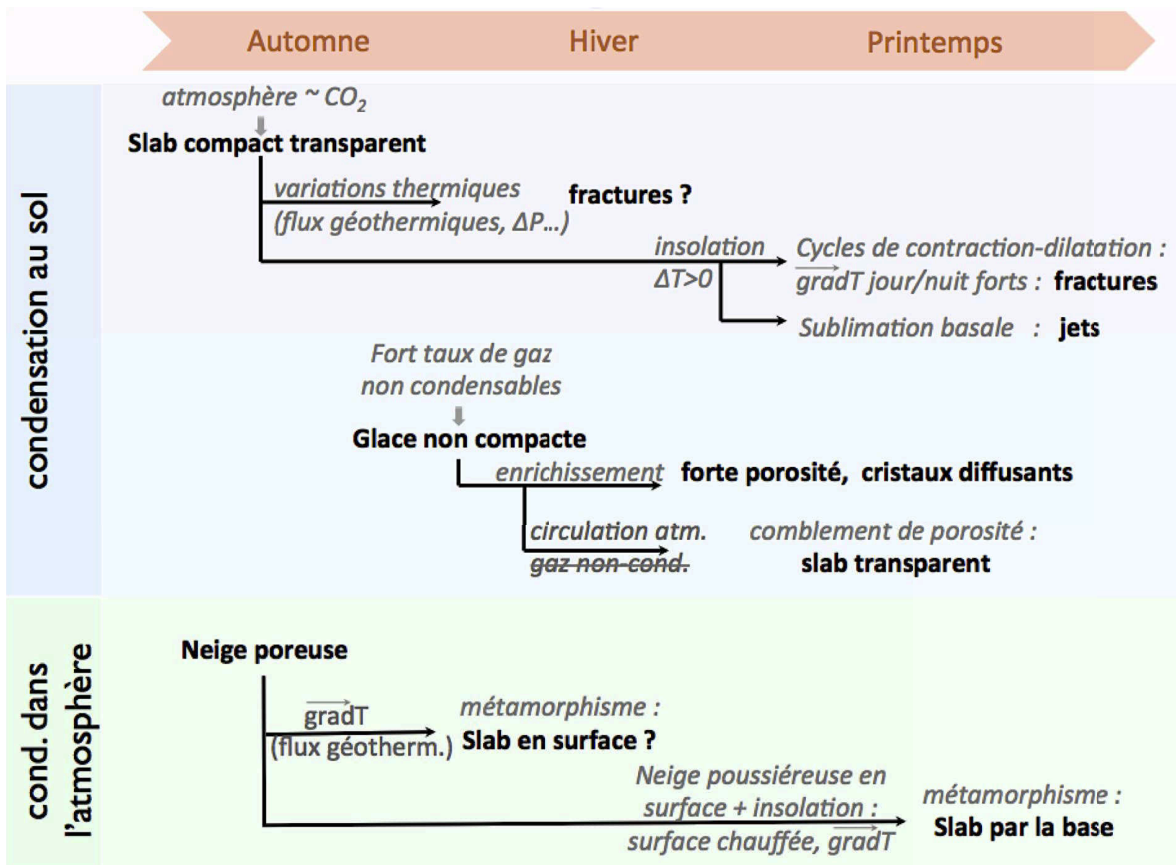 Automne
Hiver
Printemps
condensation au sol
atmosphère ~ CO₂
Slab compact transparent
variations thermiques
(flux géothermiques, ΔP...)
fractures ?
insolation
ΔT>0
Cycles de contraction-dilatation :
gradT jour/nuit forts : fractures
Sublimation basale : jets
Fort taux de gaz
non condensables
Glace non compacte
enrichissement
forte porosité, cristaux diffusants
circulation atm.
gaz non-cond.
comblement de porosité :
slab transparent
cond. dans
l'atmosphère
Neige poreuse
gradT
(flux géotherm.)
métamorphisme :
Slab en surface ?
Neige poussiéreuse en
surface + insolation :
surface chauffée, gradT
métamorphisme :
Slab par la base